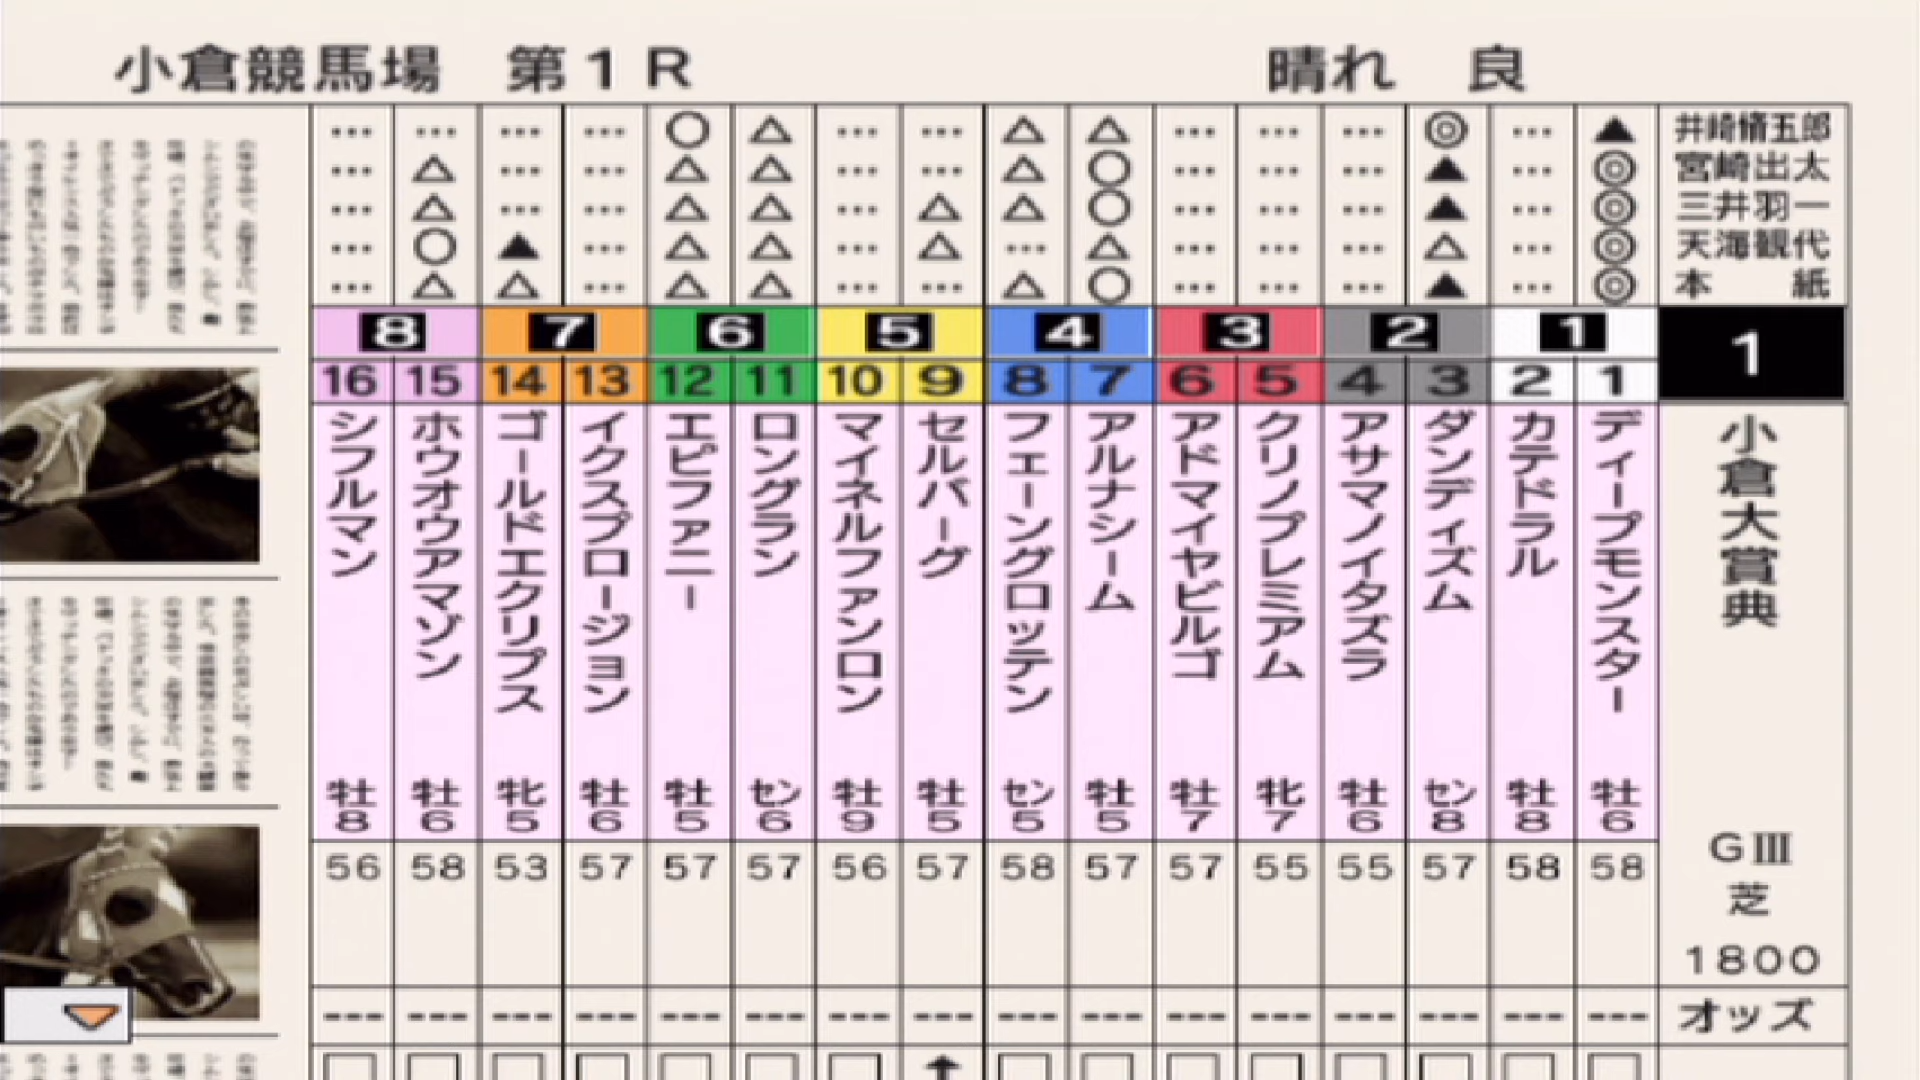 小倉競馬場 第1R 晴れ 良
… … … … ○ △ … … △ △ … … … ◎ … ▲ 井崎脩五郎
… △ … … △ △ … … △ ○ … … … ▲ … ◎ 宮崎出太
… △ … … △ △ … △ △ ○ … … … ▲ … ◎ 三井羽一
… ○ ▲ … △ △ … △ … △ … … … △ … ◎ 天海観代
… △ △ … △ △ … … △ ○ … … … ▲ … ◎ 本紙
8 7 6 5 4 3 2 1 1
16 15 14 13 12 11 10 9 8 7 6 5 4 3 2 1
小倉大賞典
ディープモンスター
カテドラル
ダンディズム
アサマノイタズラ
クリノプレミアム
アドマイヤビルゴ
アルナシーム
フェーングロッテン
セルバーグ
マイネルファンロン
ロングラン
エピファニー
イクスプロージョン
ゴールドエクリプス
ホウオウアマゾン
シフルマン
牡8 牡6 牝5 牡6 牡5 セン6 牡9 牡5 セン5 牡5 牡7 牝7 牡6 セン8 牡8 牡6
56 58 53 57 57 57 56 57 58 57 57 55 55 57 58 58
GⅢ
芝
1800
--- --- --- --- --- --- --- --- --- --- --- --- --- --- --- --- オッズ